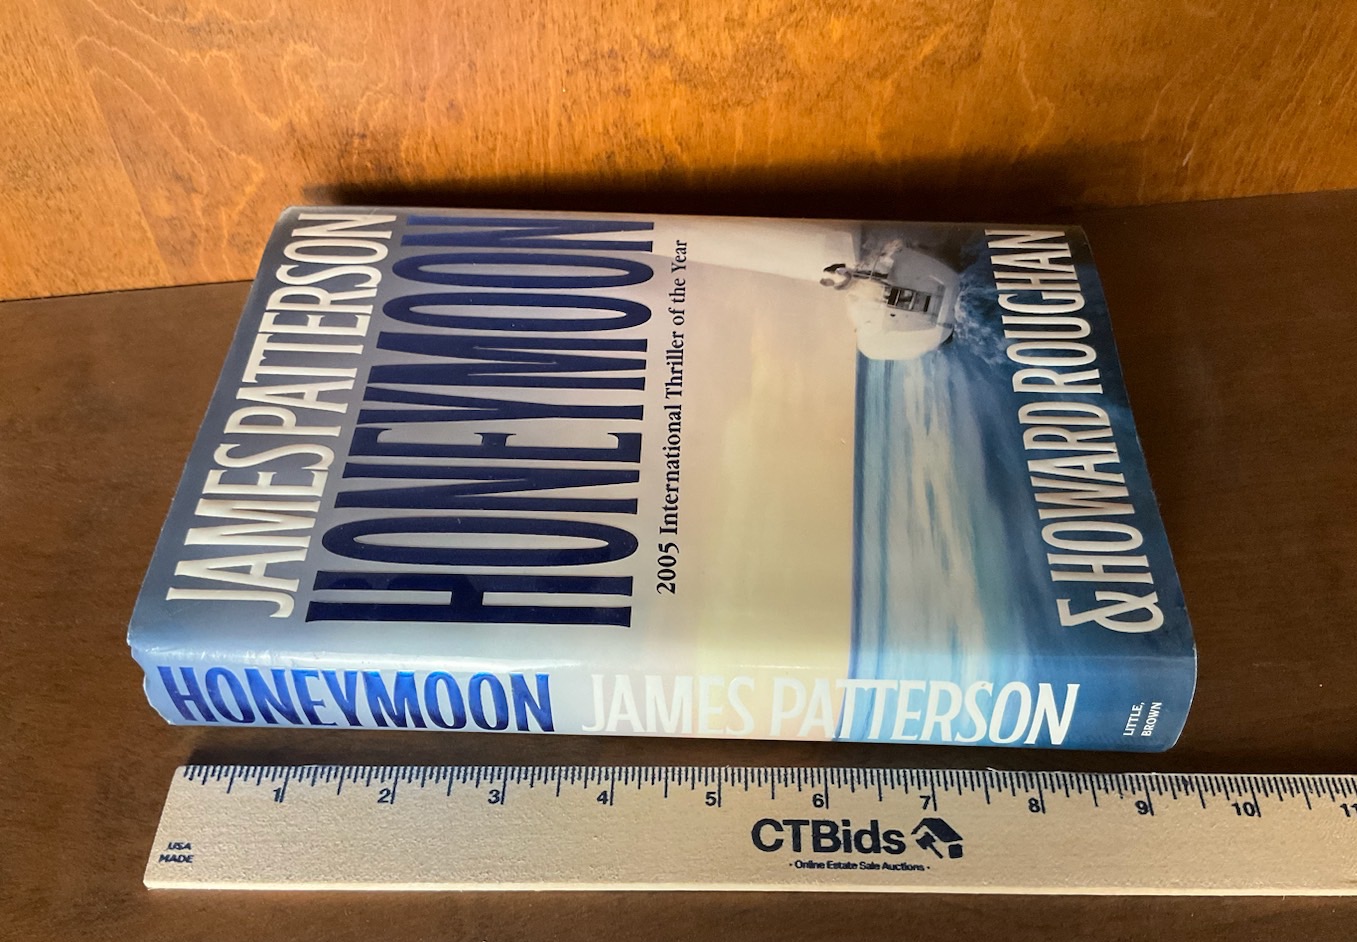 JAMES PATTERSON
HONEYMOON
2005 International Thriller of the Year
& HOWARD ROUGHAN
HONEYMOON JAMES PATTERSON LITTLE, BROWN
1 2 3 4 5 6 7 8 9 10 11
CTBids
- Online Estate Sale Auctions -
USA
MADE